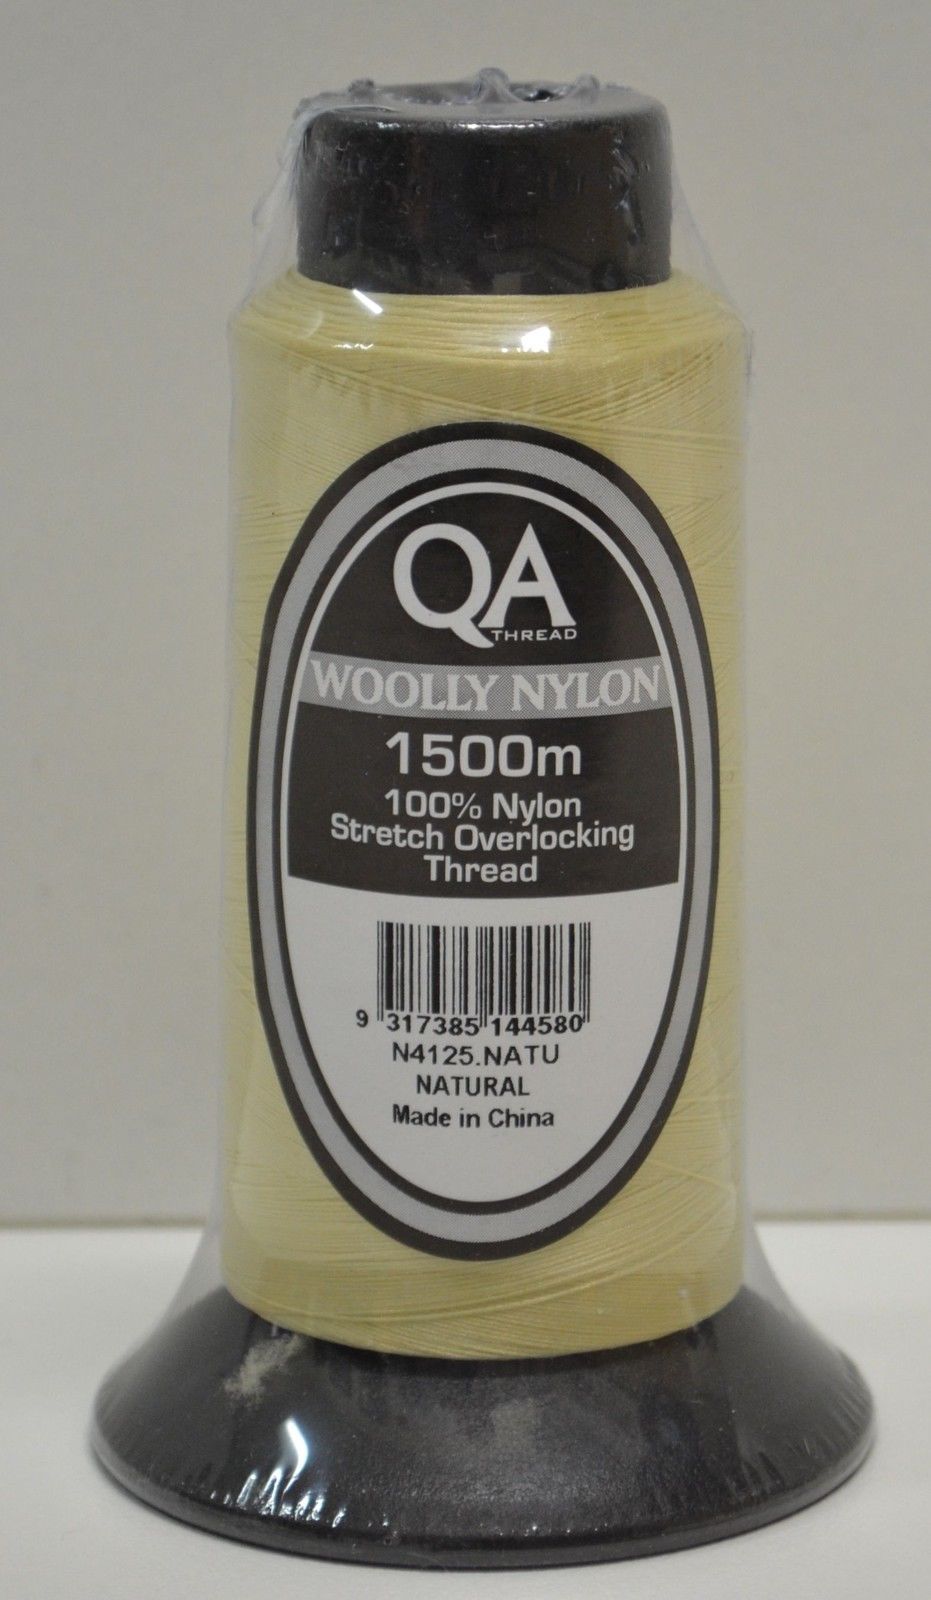 QA
THREAD
WOOLLY NYLON
1500m
100% Nylon
Stretch Overlocking
Thread
9 317385 144580
N4125.NATU
NATURAL
Made in China